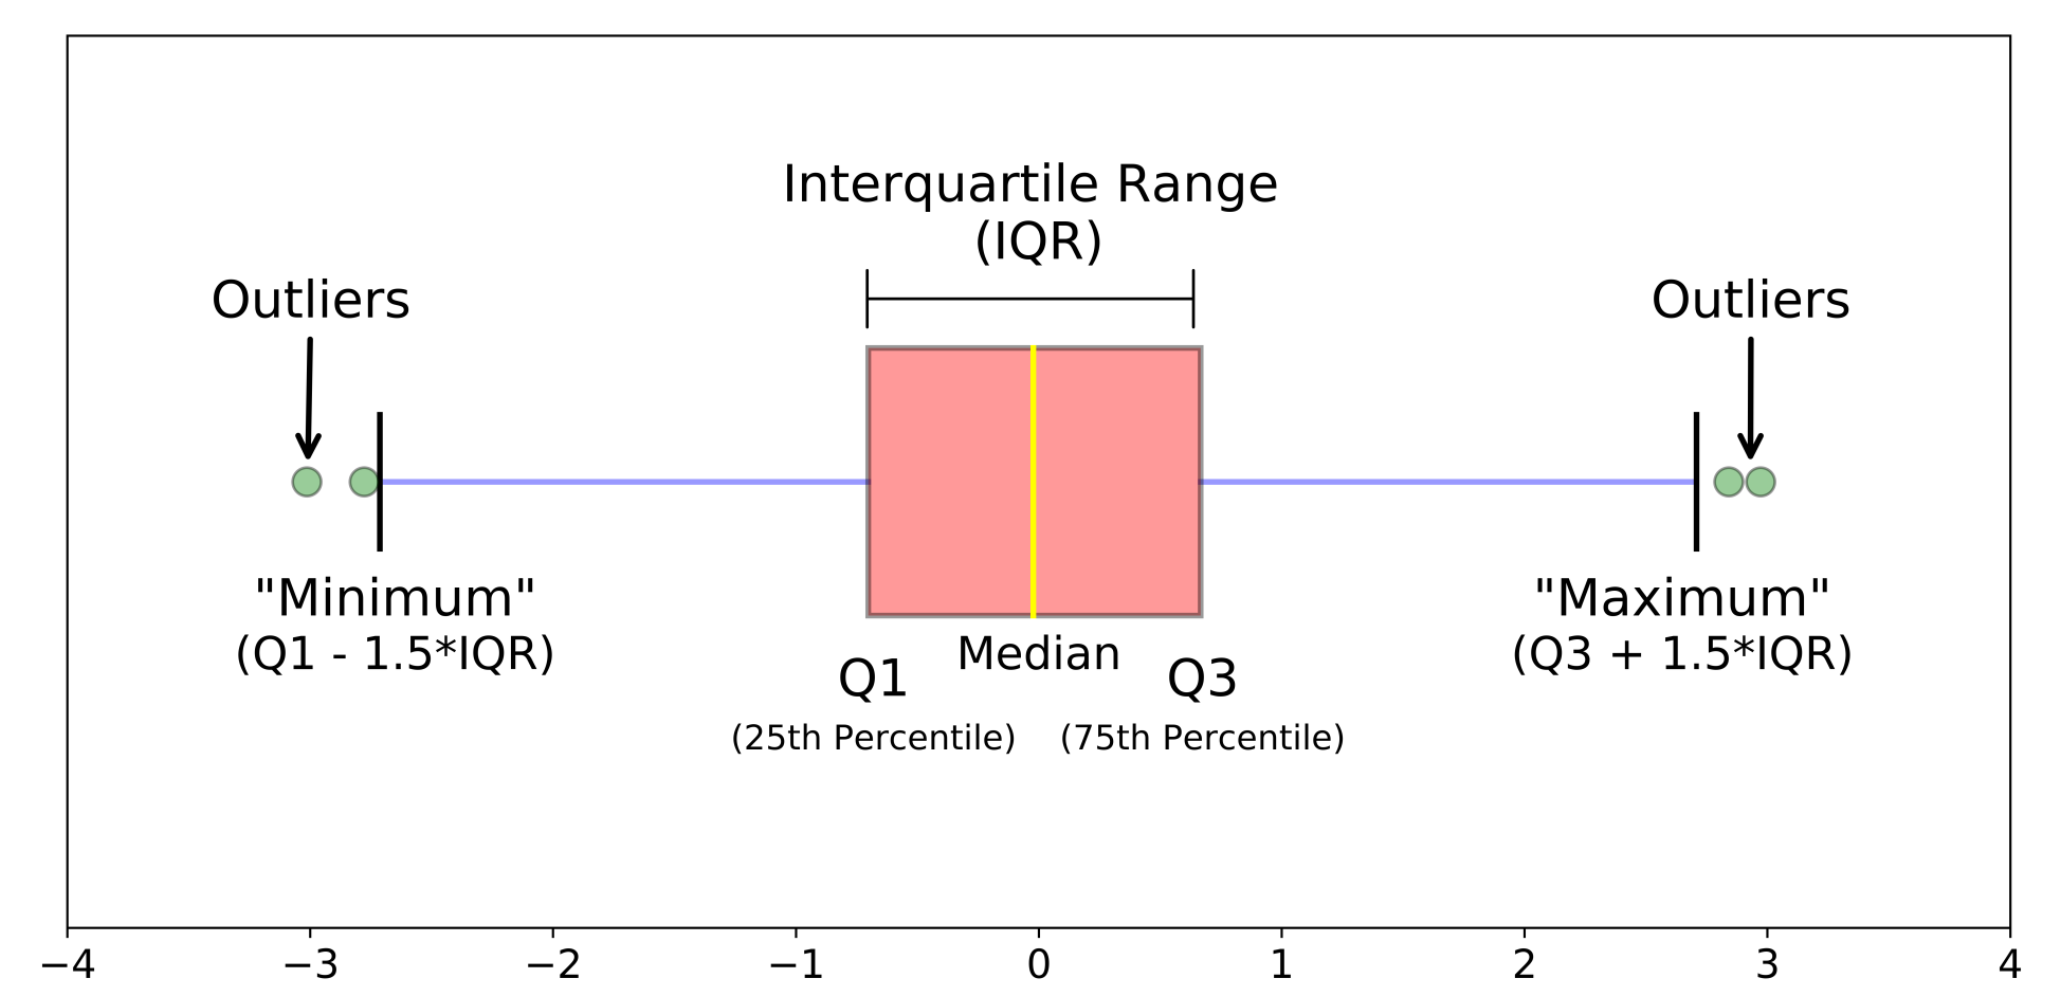 Interquartile Range
(IQR)
Outliers
Outliers
"Minimum"
(Q1 - 1.5*IQR)
"Maximum"
(Q3 + 1.5*IQR)
Median
Q1
Q3
(25th Percentile)
(75th Percentile)
−4
−3
−2
−1
0
1
2
3
4